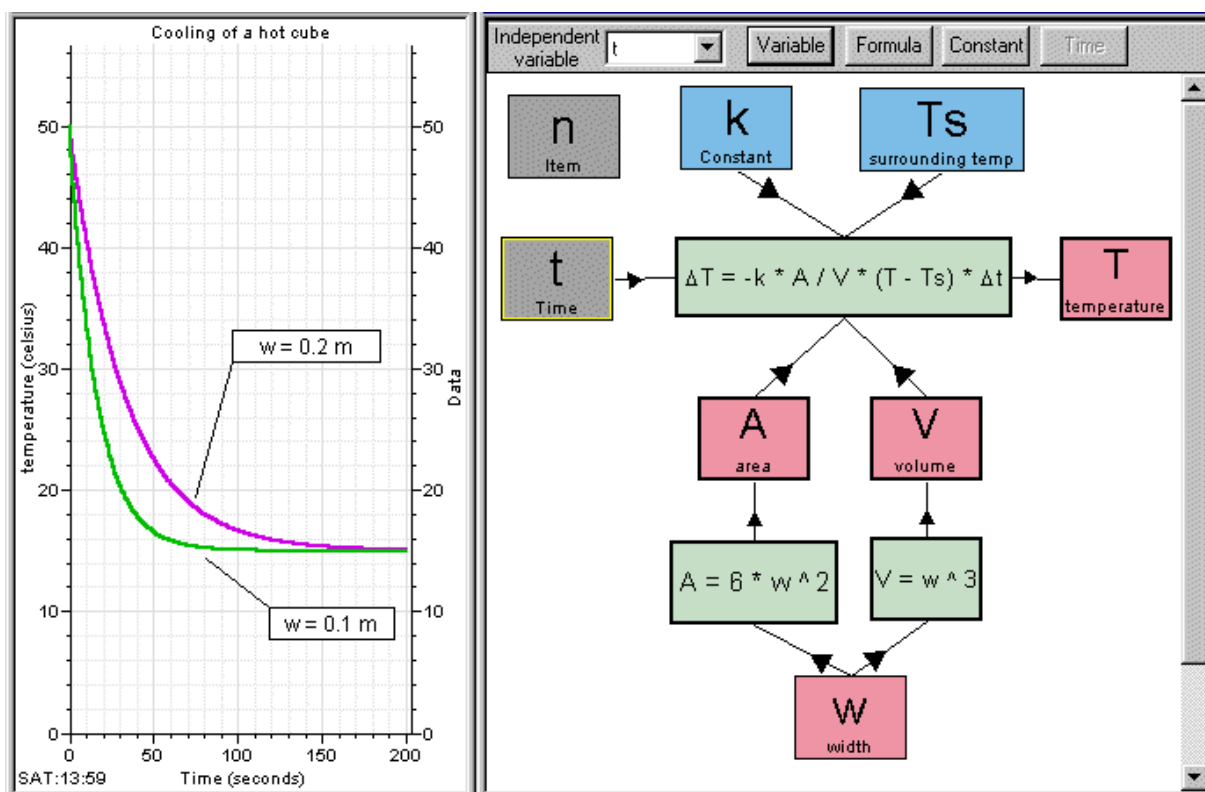 Cooling of a hot cube
50
40
30
20
10
0
temperature (celsius)
w = 0.2 m
w = 0.1 m
50
40
30
20
10
0
Data
0 50 100 150 200
SAT:13:59 Time (seconds)
Independent variable
t
Variable
Formula
Constant
Time
n
Item
k
Constant
Ts
surrounding temp
t
Time
ΔT = -k * A / V * (T - Ts) * Δt
T
temperature
A
area
V
volume
A = 6 * w ^ 2
V = w ^ 3
w
width